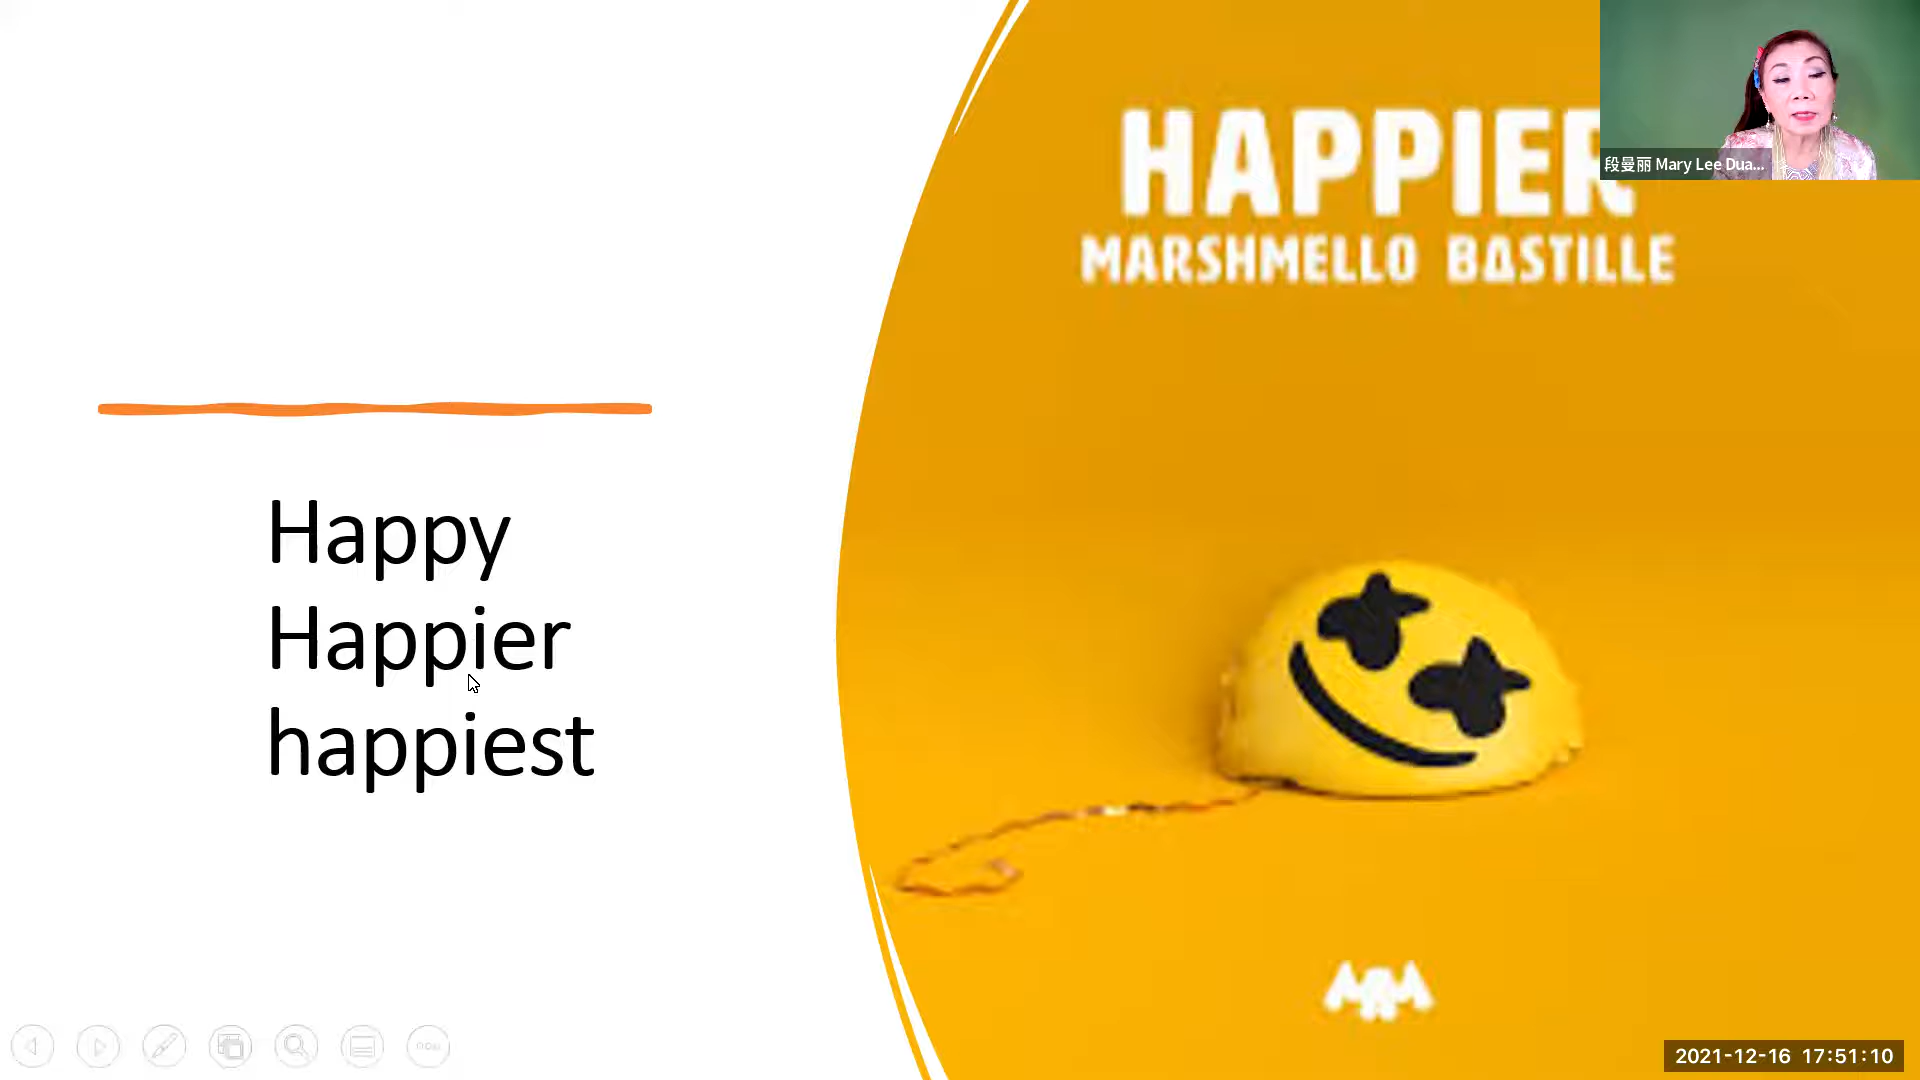 HAPPIER
MARSHMELLO BASTILLE
段曼丽 Mary Lee Dua...
Happy
Happier
happiest
2021-12-16 17:51:10